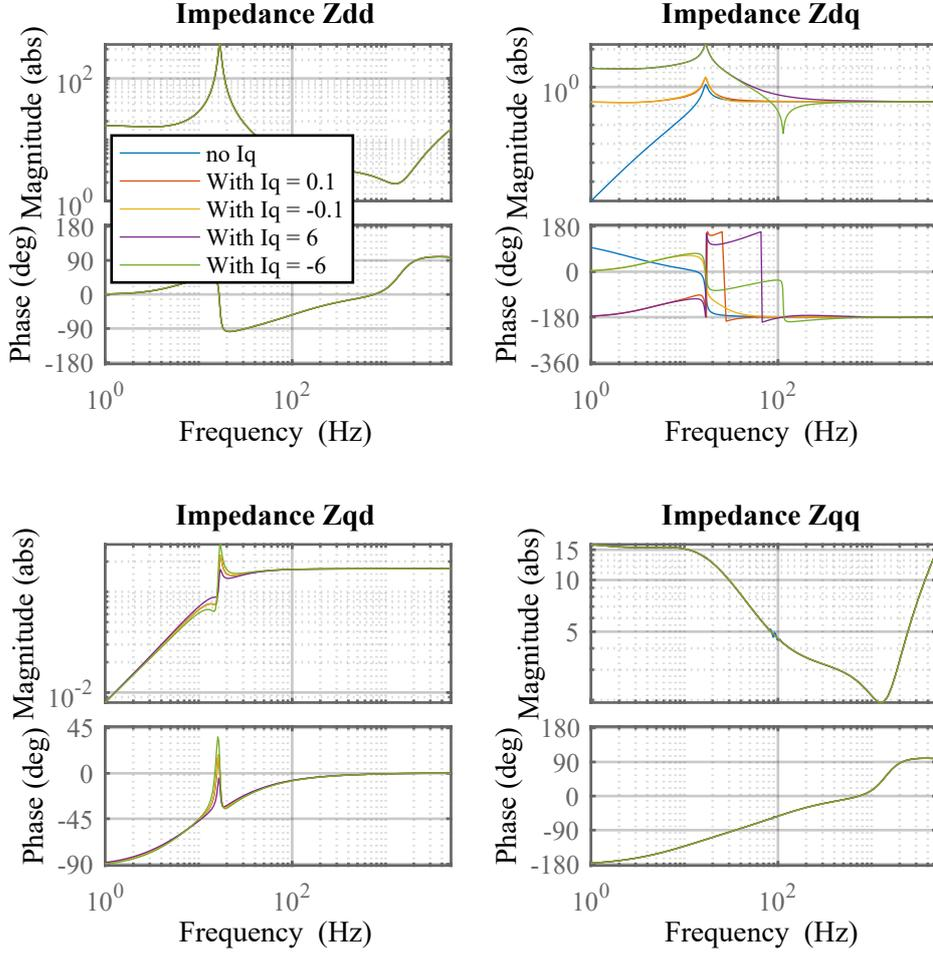 Impedance Zdd
Magnitude (abs)
10^2
10^0
no Iq
With Iq = 0.1
With Iq = -0.1
With Iq = 6
With Iq = -6
Phase (deg)
180
90
0
-90
-180
10^0
10^2
Frequency (Hz)
Impedance Zdq
Magnitude (abs)
10^0
Phase (deg)
180
0
-180
-360
10^0
10^2
Frequency (Hz)
Impedance Zqd
Magnitude (abs)
10^-2
Phase (deg)
45
0
-45
-90
10^0
10^2
Frequency (Hz)
Impedance Zqq
Magnitude (abs)
15
10
5
Phase (deg)
180
90
0
-90
-180
10^0
10^2
Frequency (Hz)